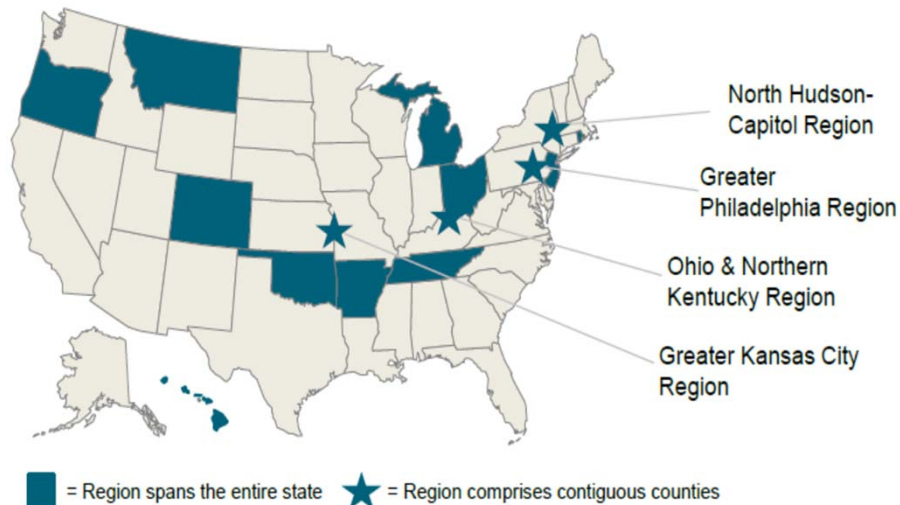 North Hudson-
Capitol Region
Greater
Philadelphia Region
Ohio & Northern
Kentucky Region
Greater Kansas City
Region
= Region spans the entire state
= Region comprises contiguous counties